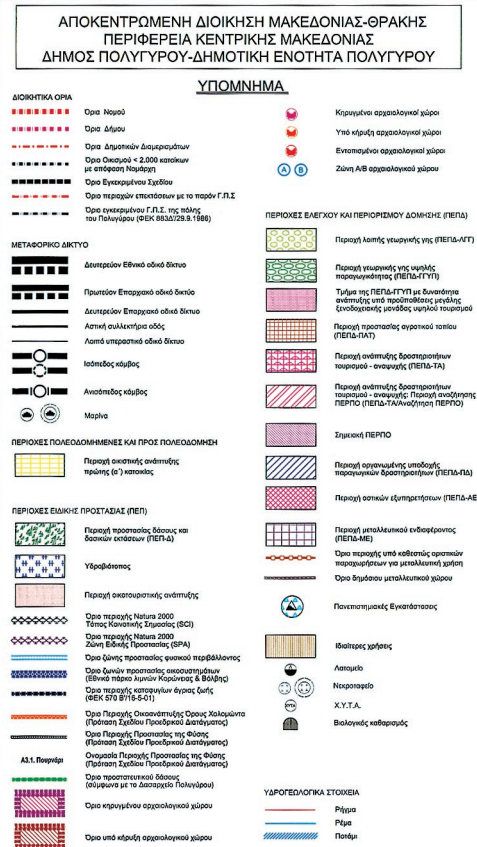 ΑΠΟΚΕΝΤΡΩΜΕΝΗ ΔΙΟΙΚΗΣΗ ΜΑΚΕΔΟΝΙΑΣ-ΘΡΑΚΗΣ
ΠΕΡΙΦΕΡΕΙΑ ΚΕΝΤΡΙΚΗΣ ΜΑΚΕΔΟΝΙΑΣ
ΔΗΜΟΣ ΠΟΛΥΓΥΡΟΥ-ΔΗΜΟΤΙΚΗ ΕΝΟΤΗΤΑ ΠΟΛΥΓΥΡΟΥ
ΥΠΟΜΝΗΜΑ
ΔΙΟΙΚΗΤΙΚΑ ΟΡΙΑ
Όρια Νομού
Όρια Δήμου
Όρια Δημοτικών Διαμερισμάτων
Όριο Οικισμού < 2.000 κατοίκων
με απόφαση Νομάρχη
Όριο Εγκεκριμένου Σχεδίου
Όριο περιοχών επεκτάσεων με το παρόν Γ.Π.Σ
Όριο εγκεκριμένου Γ.Π.Σ. της πόλης
του Πολυγύρου (ΦΕΚ 883Δ'/29.9.1986)
ΜΕΤΑΦΟΡΙΚΟ ΔΙΚΤΥΟ
Δευτερεύον Εθνικό οδικό δίκτυο
Πρωτεύον Επαρχιακό οδικό δικτύο
Δευτερεύον Επαρχιακό οδικό δίκτυο
Αστική συλλεκτήρια οδός
Λοιπό υπεραστικό οδικό δίκτυο
Ισόπεδος κόμβος
Ανισόπεδος κόμβος
Μαρίνα
ΠΕΡΙΟΧΕΣ ΠΟΛΕΟΔΟΜΗΜΕΝΕΣ ΚΑΙ ΠΡΟΣ ΠΟΛΕΟΔΟΜΗΣΗ
Περιοχή οικιστικής ανάπτυξης
πρώτης (α΄) κατοικίας
ΠΕΡΙΟΧΕΣ ΕΙΔΙΚΗΣ ΠΡΟΣΤΑΣΙΑΣ (ΠΕΠ)
Περιοχή προστασίας δάσους και
δασικών εκτάσεων (ΠΕΠ-Δ)
Υδροβιότοπος
Περιοχή οικοτουριστικής ανάπτυξης
Όριο περιοχής Natura 2000
Τόπος Κοινοτικής Σημασίας (SCI)
Όριο περιοχής Natura 2000
Ζώνη Ειδικής Προστασίας (SPA)
Όριο ζώνης προστασίας φυσικού περιβάλλοντος
Όριο ζωνών προστασίας οικοσυστημάτων
(Εθνικό πάρκο λιμνών Κορώνειας & Βόλβης)
Όριο περιοχής καταφυγίων άγριας ζωής
(ΦΕΚ 570 Β'/16-5-01)
Όριο Περιοχής Οικοανάπτυξης Όρους Χολομώντα
(Πρόταση Σχεδίου Προεδρικού Διατάγματος)
Όριο Περιοχής Προστασίας της Φύσης
(Πρόταση Σχεδίου Προεδρικού Διατάγματος)
Α3.1. Πουρνάρι
Ονομασία Περιοχής Προστασίας της Φύσης
(Πρόταση Σχεδίου Προεδρικού Διατάγματος)
Όριο προστατευτικού δάσους
(σύμφωνα με το Δασαρχείο Πολυγύρου)
Όριο κηρυγμένου αρχαιολογικού χώρου
Όριο υπό κήρυξη αρχαιολογικού χώρου
Κηρυγμένοι αρχαιολογικοί χώροι
Υπό κήρυξη αρχαιολογικοί χώροι
Εντοπισμένοι αρχαιολογικοί χώροι
Α Β
Ζώνη Α/Β αρχαιολογικού χώρου
ΠΕΡΙΟΧΕΣ ΕΛΕΓΧΟΥ ΚΑΙ ΠΕΡΙΟΡΙΣΜΟΥ ΔΟΜΗΣΗΣ (ΠΕΠΔ)
Περιοχή λοιπής γεωργικής γης (ΠΕΠΔ-ΛΓΓ)
Περιοχή γεωργικής γης υψηλής
παραγωγικότητας (ΠΕΠΔ-ΓΓΥΠ)
Τμήμα της ΠΕΠΔ-ΓΓΥΠ με δυνατότητα
ανάπτυξης υπό προϋποθέσεις μεγάλης
ξενοδοχειακής μονάδας υψηλού τουρισμού
Περιοχή προστασίας αγροτικού τοπίου
(ΠΕΠΔ-ΠΑΤ)
Περιοχή ανάπτυξης δραστηριοτήτων
τουρισμού - αναψυχής (ΠΕΠΔ-ΤΑ)
Περιοχή ανάπτυξης δραστηριοτήτων
τουρισμού - αναψυχής: Περιοχή αναζήτησης
ΠΕΡΠΟ (ΠΕΠΔ-ΤΑ/Αναζήτηση ΠΕΡΠΟ)
Σημειακή ΠΕΡΠΟ
Περιοχή οργανωμένης υποδοχής
παραγωγικών δραστηριοτήτων (ΠΕΠΔ-ΠΔ)
Περιοχή αστικών εξυπηρετήσεων (ΠΕΠΔ-ΑΕ
Περιοχή μεταλλευτικού ενδιαφέροντος
(ΠΕΠΔ-ΜΕ)
Όριο περιοχής υπό καθεστώς οριστικών
παραχωρήσεων για μεταλλευτική χρήση
Όριο δημόσιου μεταλλευτικού χώρου
Πανεπιστημιακές Εγκαταστάσεις
Ιδιαίτερες χρήσεις
Λατομείο
Νεκροταφείο
ΧΥΤΑ
Χ.Υ.Τ.Α.
Βιολογικός καθαρισμός
ΥΔΡΟΓΕΩΛΟΓΙΚΑ ΣΤΟΙΧΕΙΑ
Ρήγμα
Ρέμα
Ποτάμι